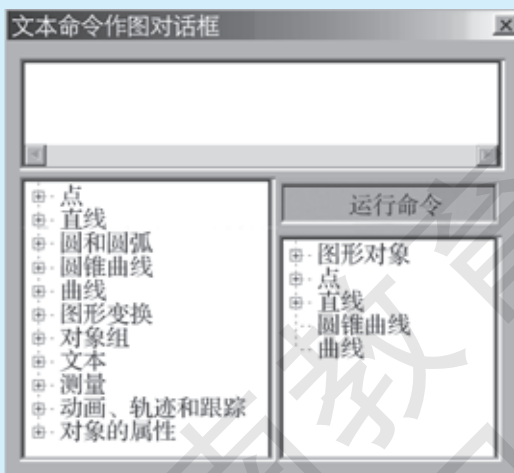 文本命令作图对话框
点
直线
圆和圆弧
圆锥曲线
曲线
图形变换
对象组
文本
测量
动画、轨迹和跟踪
对象的属性
运行命令
图形对象
点
直线
圆锥曲线
曲线